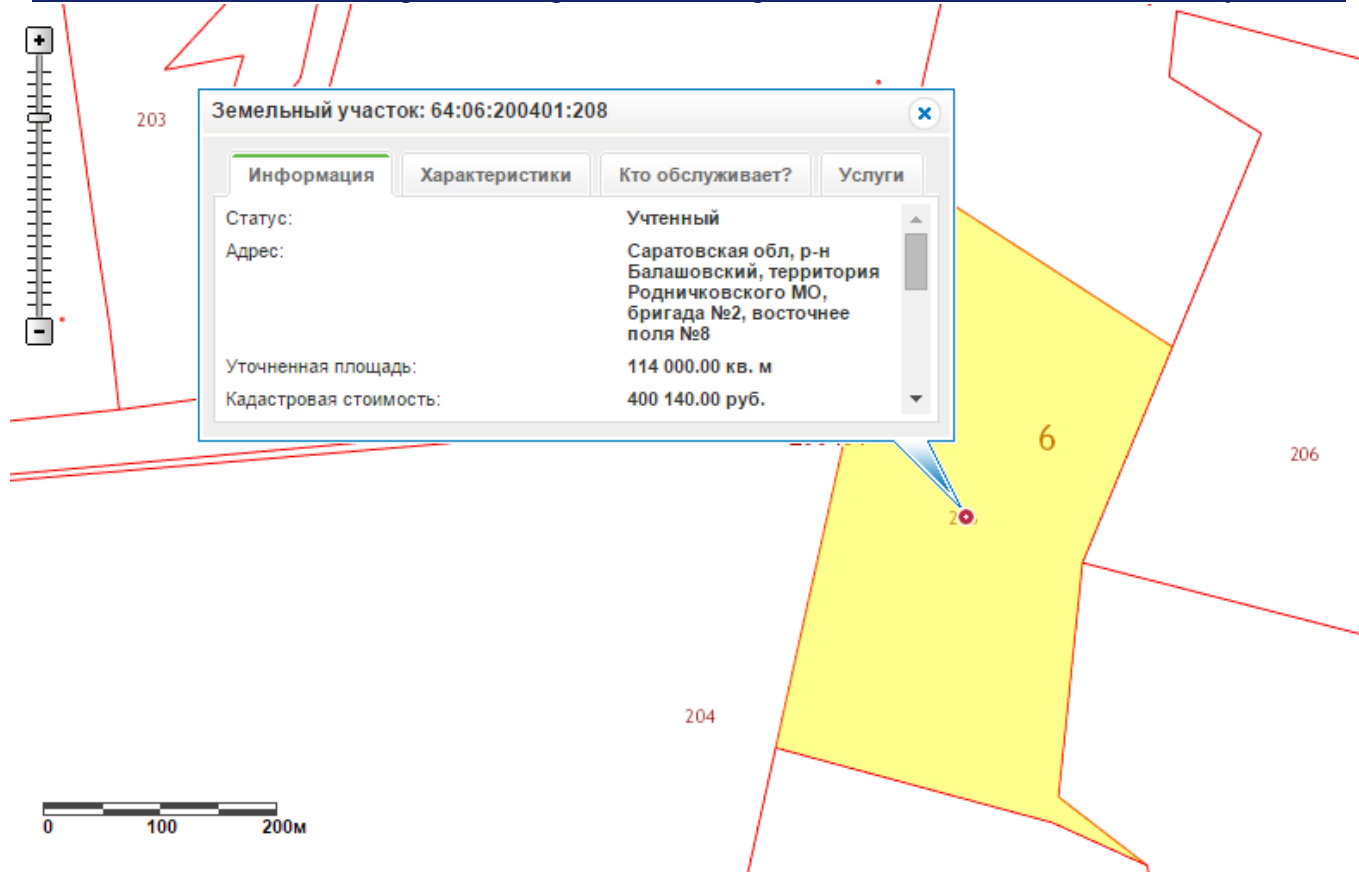 203
Земельный участок: 64:06:200401:208
Информация Характеристики Кто обслуживает? Услуги
Статус: Учтенный
Адрес: Саратовская обл, р-н
Балашовский, территория
Родничковского МО,
бригада №2, восточнее
поля №8
Уточненная площадь: 114 000.00 кв. м
Кадастровая стоимость: 400 140.00 руб.
6
206
204
0 100 200м